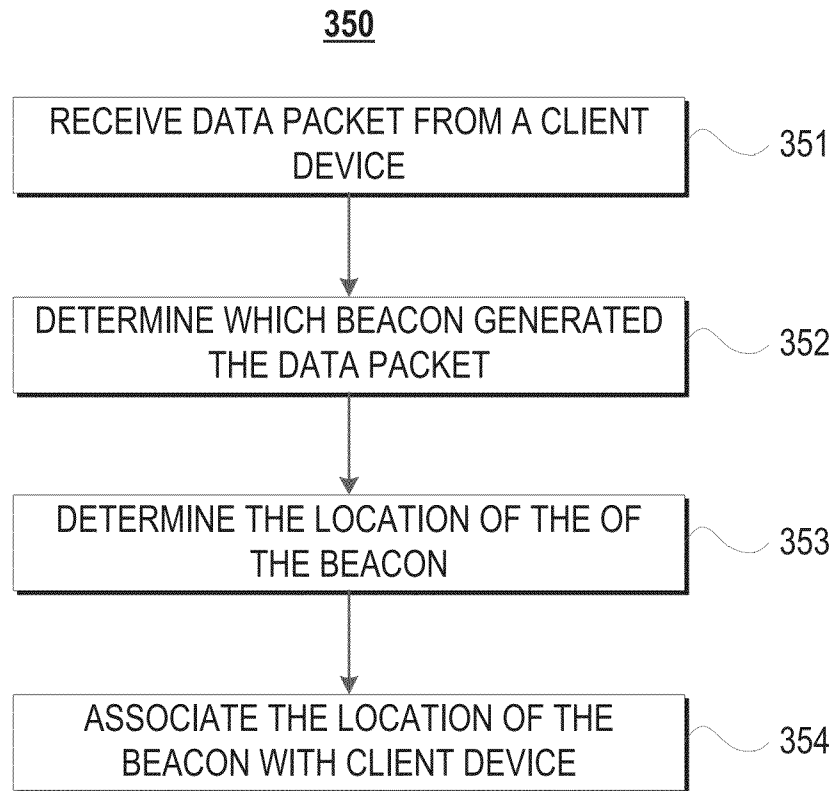 350
RECEIVE DATA PACKET FROM A CLIENT
DEVICE
351
DETERMINE WHICH BEACON GENERATED
THE DATA PACKET
352
DETERMINE THE LOCATION OF THE OF
THE BEACON
353
ASSOCIATE THE LOCATION OF THE
BEACON WITH CLIENT DEVICE
354